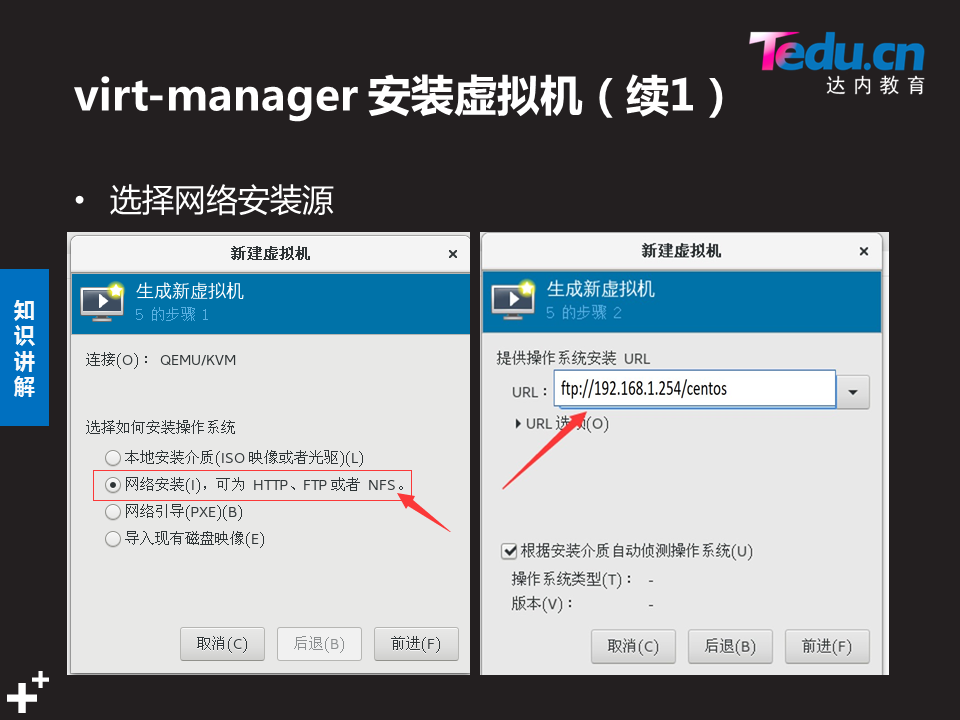 Tedu.cn
达内教育
virt-manager 安装虚拟机（续1）
• 选择网络安装源
知识讲解
新建虚拟机 ×
生成新虚拟机
5 的步骤 1
连接(O)： QEMU/KVM
选择如何安装操作系统
本地安装介质(ISO 映像或者光驱)(L)
网络安装(I)，可为 HTTP、FTP 或者 NFS。
网络引导(PXE)(B)
导入现有磁盘映像(E)
取消(C) 后退(B) 前进(F)
新建虚拟机 ×
生成新虚拟机
5 的步骤 2
提供操作系统安装 URL
URL： ftp://192.168.1.254/centos
URL 选项(O)
根据安装介质自动侦测操作系统(U)
操作系统类型(T)： -
版本(V)： -
取消(C) 后退(B) 前进(F)